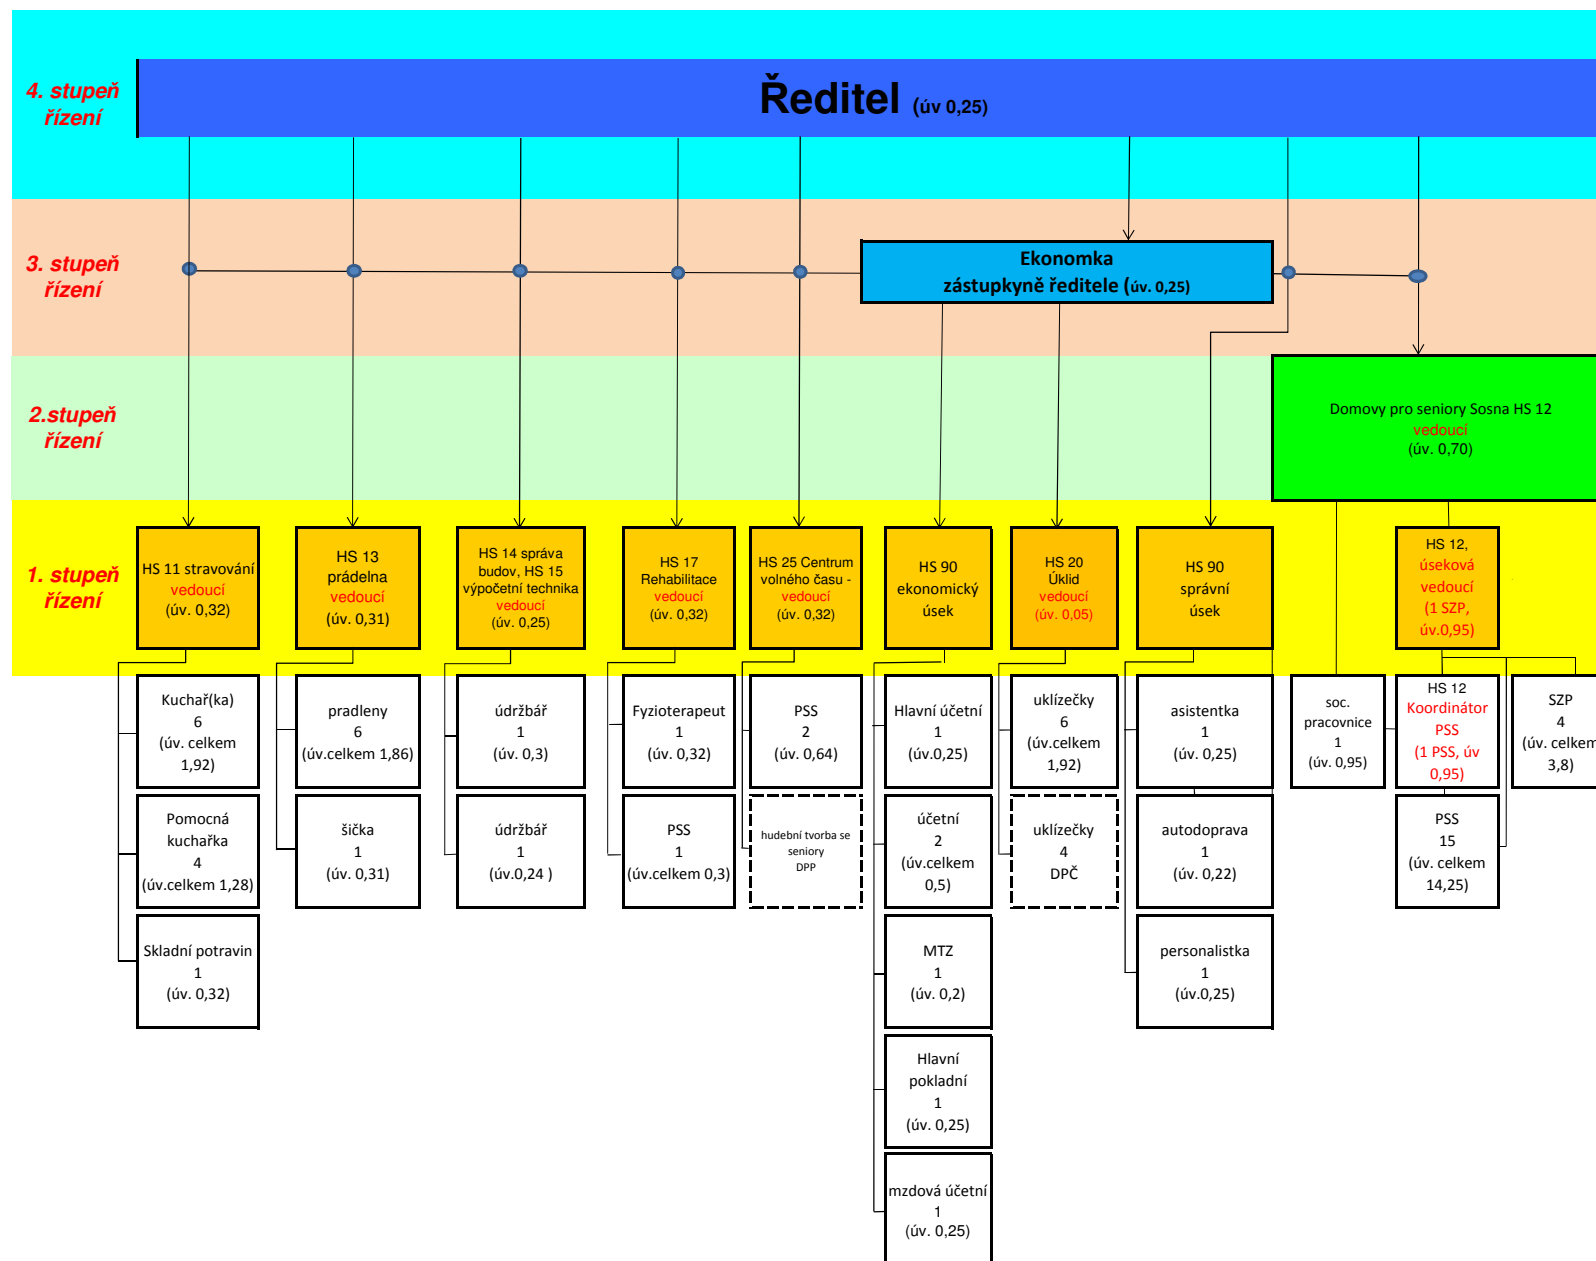 4. stupeň
řízení
Ředitel (úv 0,25)
3. stupeň
řízení
Ekonomka
zástupkyně ředitele (úv. 0,25)
2.stupeň
řízení
Domovy pro seniory Sosna HS 12
vedoucí
(úv. 0,70)
1. stupeň
řízení
HS 11 stravování
vedoucí
(úv. 0,32)
HS 13
prádelna
vedoucí
(úv. 0,31)
HS 14 správa
budov, HS 15
výpočetní technika
vedoucí
(úv. 0,25)
HS 17
Rehabilitace
vedoucí
(úv. 0,32)
HS 25 Centrum
volného času -
vedoucí
(úv. 0,32)
HS 90
ekonomický
úsek
HS 20
Úklid
vedoucí
(úv. 0,05)
HS 90
správní
úsek
HS 12,
úseková
vedoucí
(1 SZP,
úv.0,95)
Kuchař(ka)
6
(úv. celkem
1,92)
pradleny
6
(úv.celkem 1,86)
údržbář
1
(úv. 0,3)
Fyzioterapeut
1
(úv. 0,32)
PSS
2
(úv. 0,64)
Hlavní účetní
1
(úv.0,25)
uklízečky
6
(úv.celkem
1,92)
asistentka
1
(úv. 0,25)
soc.
pracovnice
1
(úv. 0,95)
HS 12
Koordinátor
PSS
(1 PSS, úv
0,95)
SZP
4
(úv. celkem
3,8)
Pomocná
kuchařka
4
(úv.celkem 1,28)
šička
1
(úv. 0,31)
údržbář
1
(úv.0,24 )
PSS
1
(úv.celkem 0,3)
hudební tvorba se
seniory
DPP
účetní
2
(úv.celkem
0,5)
uklízečky
4
DPČ
autodoprava
1
(úv. 0,22)
PSS
15
(úv. celkem
14,25)
Skladní potravin
1
(úv. 0,32)
MTZ
1
(úv. 0,2)
personalistka
1
(úv.0,25)
Hlavní
pokladní
1
(úv. 0,25)
mzdová účetní
1
(úv. 0,25)